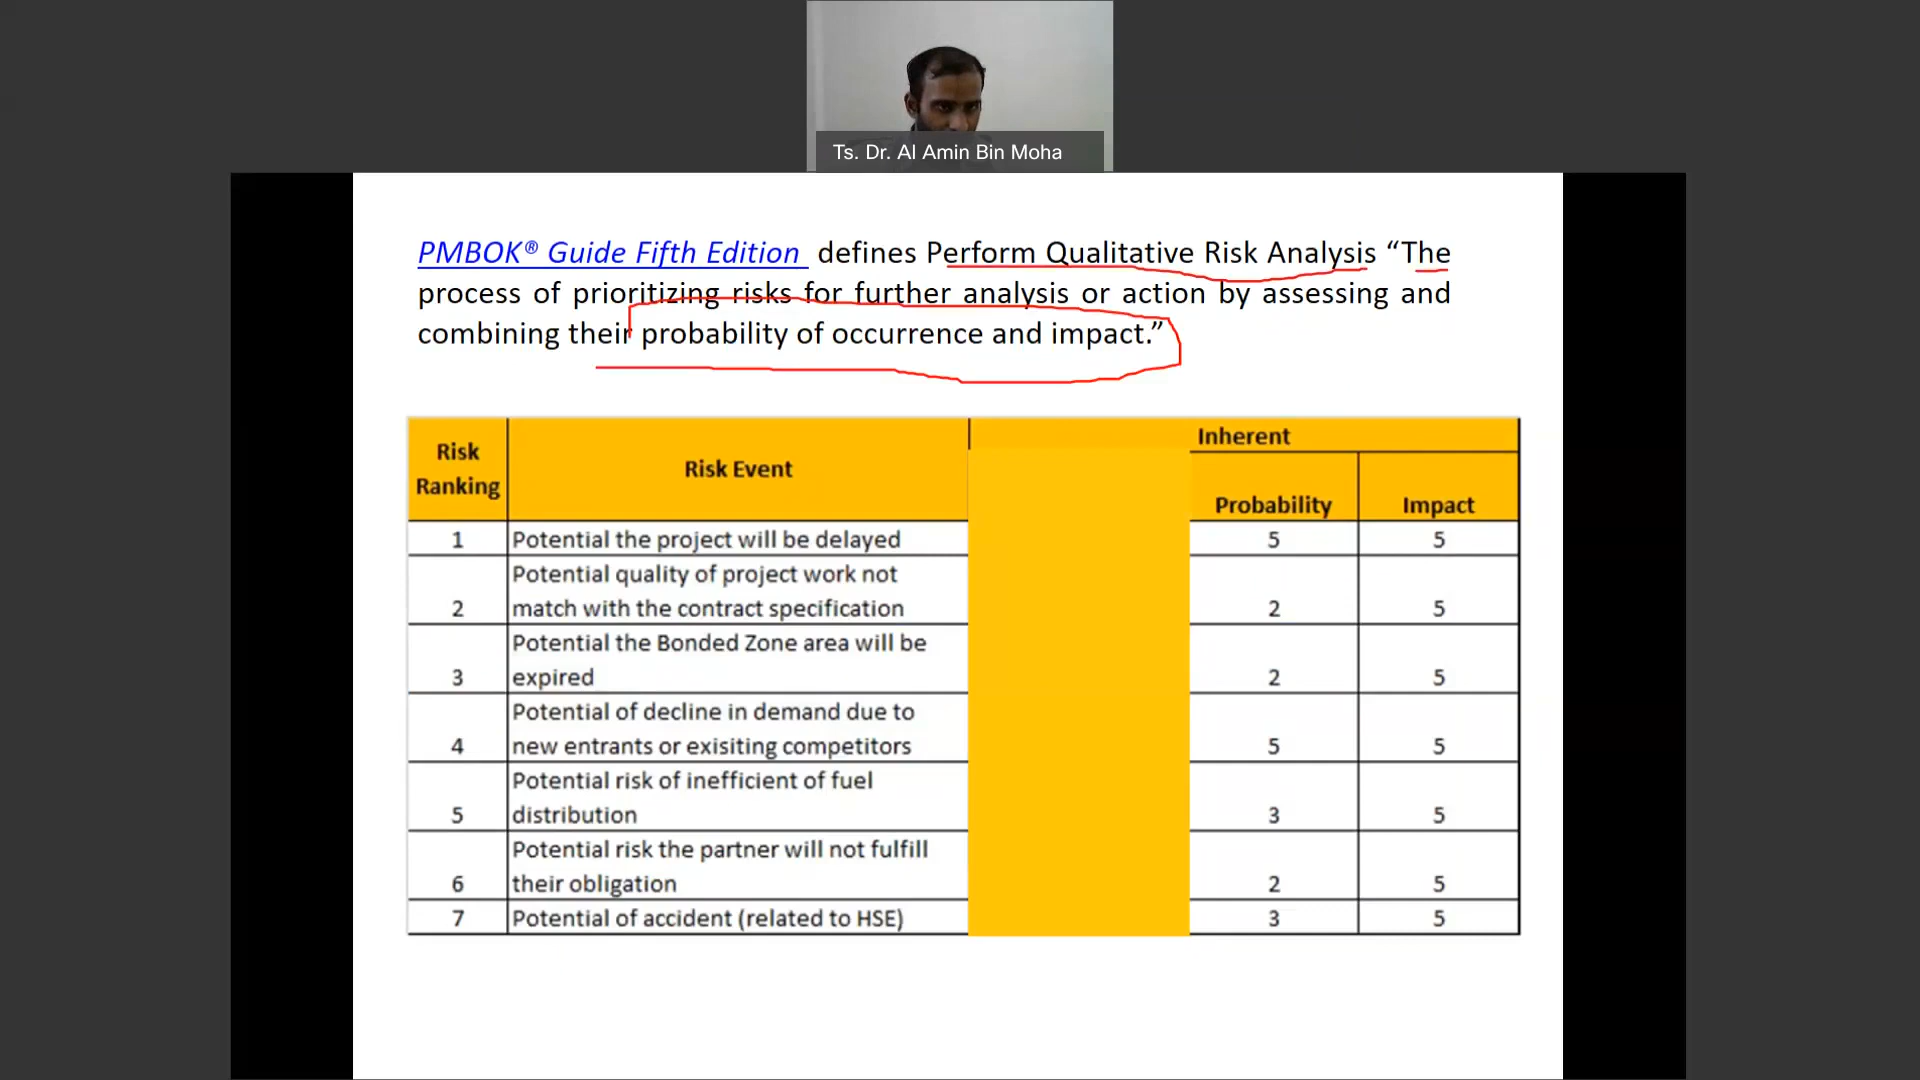 Ts. Dr. Al Amin Bin Moha
PMBOK® Guide Fifth Edition defines Perform Qualitative Risk Analysis “The
process of prioritizing risks for further analysis or action by assessing and
combining their probability of occurrence and impact.”
Risk Ranking
Risk Event
Inherent
Probability
Impact
1 Potential the project will be delayed 5 5
Potential quality of project work not
2 match with the contract specification 2 5
Potential the Bonded Zone area will be
3 expired 2 5
Potential of decline in demand due to
4 new entrants or exisiting competitors 5 5
Potential risk of inefficient of fuel
5 distribution 3 5
Potential risk the partner will not fulfill
6 their obligation 2 5
7 Potential of accident (related to HSE) 3 5